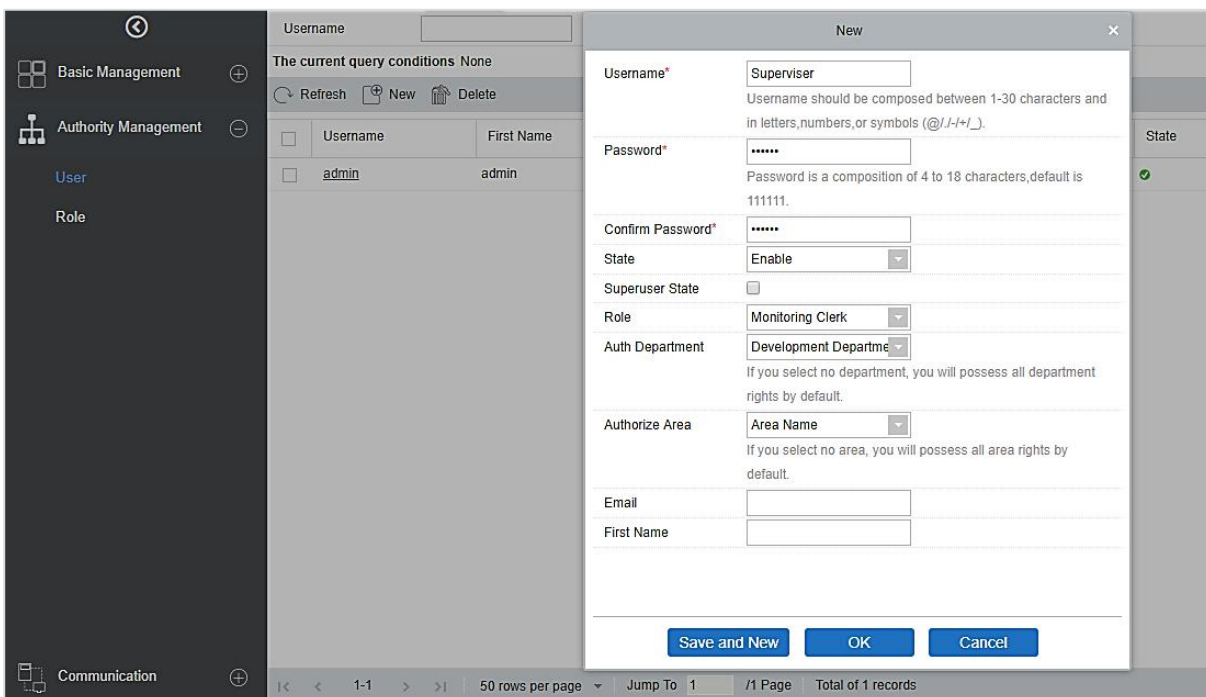 Username
New
The current query conditions None
Basic Management
Refresh New Delete
Authority Management
Username First Name State
User
admin admin
Role
Username* Superviser
Username should be composed between 1-30 characters and
in letters,numbers,or symbols (@/./-/+/_).
Password* ••••••
Password is a composition of 4 to 18 characters,default is
111111.
Confirm Password* ••••••
State Enable
Superuser State
Role Monitoring Clerk
Auth Department Development Departme
If you select no department, you will possess all department
rights by default.
Authorize Area Area Name
If you select no area, you will possess all area rights by
default.
Email
First Name
Save and New OK Cancel
Communication
1-1 50 rows per page Jump To 1 /1 Page Total of 1 records